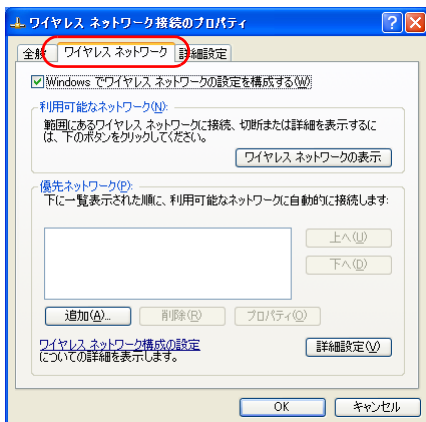 ワイヤレス ネットワーク接続のプロパティ
全般 ワイヤレス ネットワーク 詳細設定
Windows でワイヤレス ネットワークの設定を構成する(W)
利用可能なネットワーク(N):
範囲にあるワイヤレス ネットワークに接続、切断または詳細を表示するに
は、下のボタンをクリックしてください。
ワイヤレス ネットワークの表示
優先ネットワーク(P):
下に一覧表示された順に、利用可能なネットワークに自動的に接続します:
上へ(U)
下へ(D)
追加(A)... 削除(R) プロパティ(O)
ワイヤレス ネットワーク構成の設定
についての詳細を表示します。
詳細設定(V)
OK キャンセル